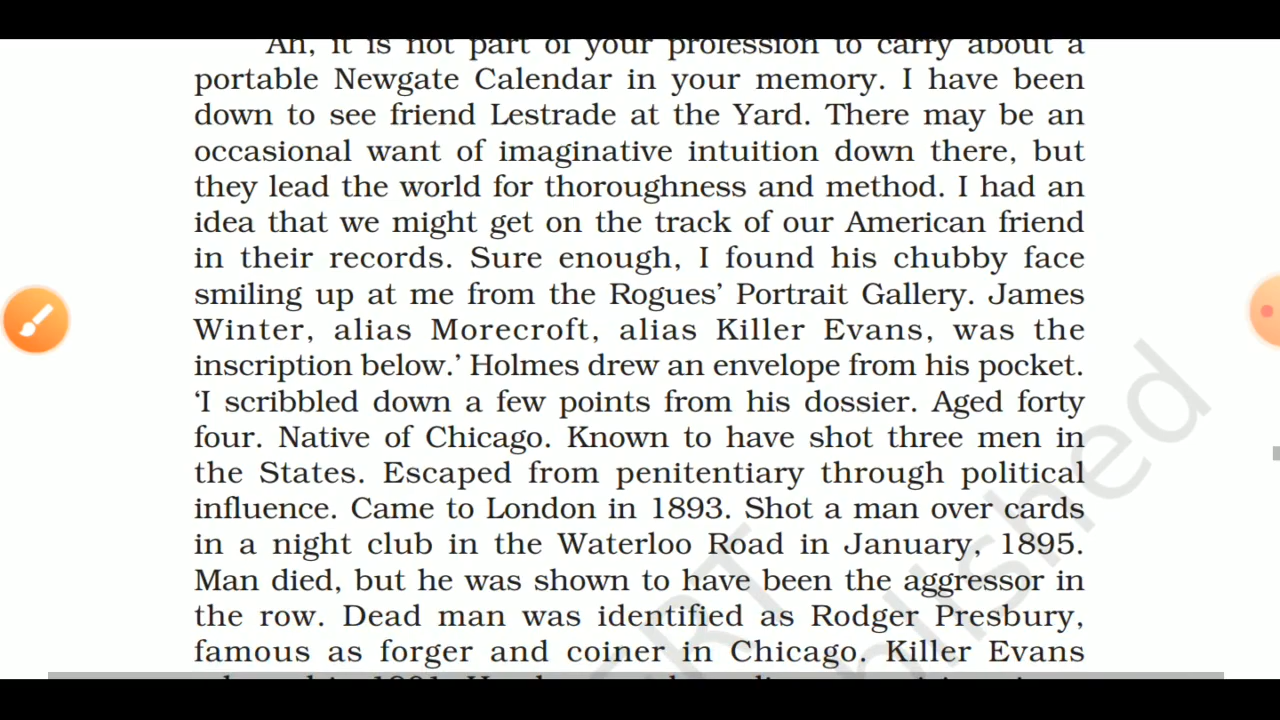 Ah, it is not part of your profession to carry about a
portable Newgate Calendar in your memory. I have been
down to see friend Lestrade at the Yard. There may be an
occasional want of imaginative intuition down there, but
they lead the world for thoroughness and method. I had an
idea that we might get on the track of our American friend
in their records. Sure enough, I found his chubby face
smiling up at me from the Rogues’ Portrait Gallery. James
Winter, alias Morecroft, alias Killer Evans, was the
inscription below.’ Holmes drew an envelope from his pocket.
‘I scribbled down a few points from his dossier. Aged forty
four. Native of Chicago. Known to have shot three men in
the States. Escaped from penitentiary through political
influence. Came to London in 1893. Shot a man over cards
in a night club in the Waterloo Road in January, 1895.
Man died, but he was shown to have been the aggressor in
the row. Dead man was identified as Rodger Presbury,
famous as forger and coiner in Chicago. Killer Evans